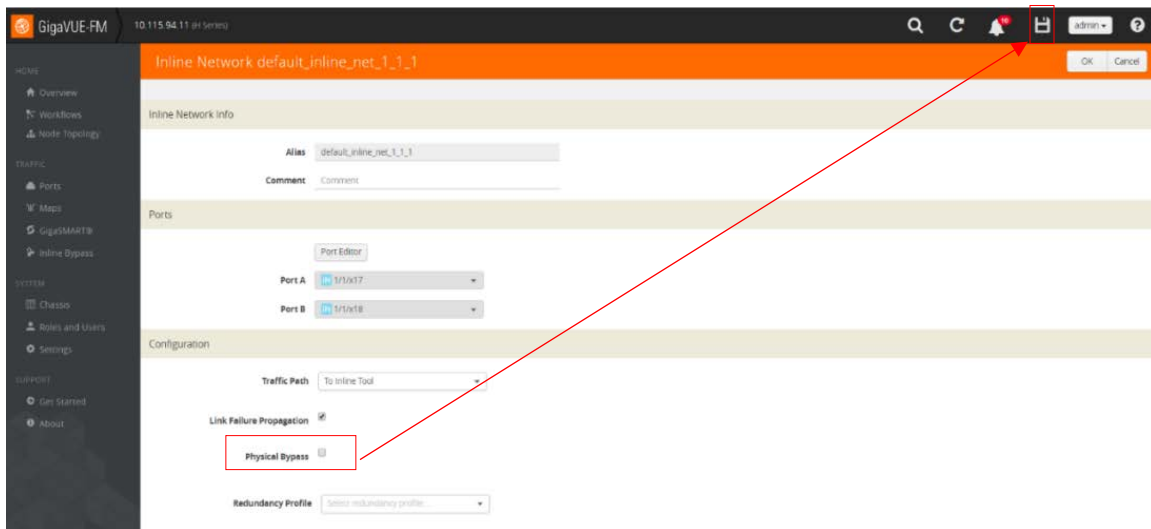 GigaVUE-FM 10.115.94.11 (H Series) 10 admin
Inline Network default_inline_net_1_1_1 OK Cancel
HOME
Overview
Workflows
Node Topology
TRAFFIC
Ports
Maps
GigaSMART®
Inline Bypass
SYSTEM
Chassis
Roles and Users
Settings
SUPPORT
Get Started
About
Inline Network Info
Alias default_inline_net_1_1_1
Comment Comment
Ports
Port Editor
Port A IN 1/1/x17
Port B IN 1/1/x18
Configuration
Traffic Path To Inline Tool
Link Failure Propagation
Physical Bypass
Redundancy Profile Select redundancy profile...